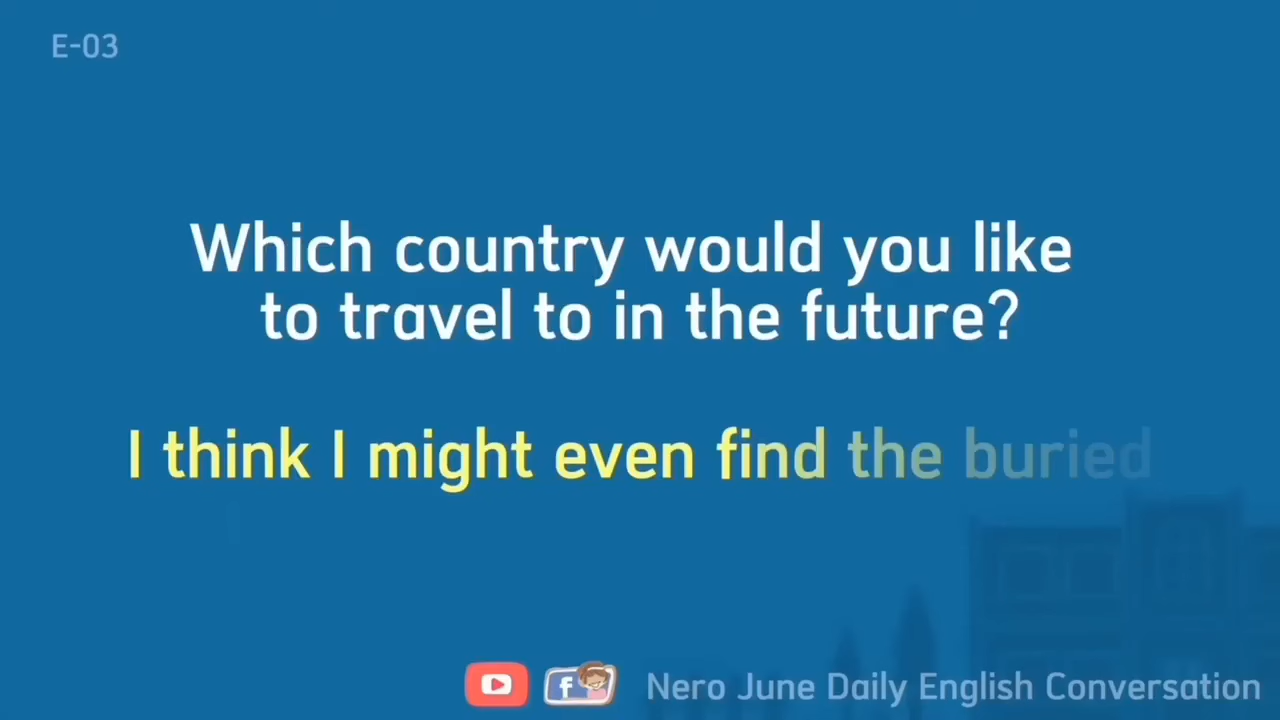 E-03
Which country would you like
to travel to in the future?
I think I might even find the buried
Nero June Daily English Conversation